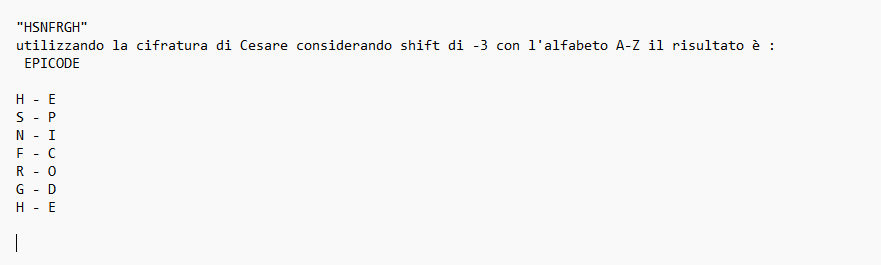 "HSNFRGH"
utilizzando la cifratura di Cesare considerando shift di -3 con l'alfabeto A-Z il risultato è :
EPICODE
H - E
S - P
N - I
F - C
R - O
G - D
H - E